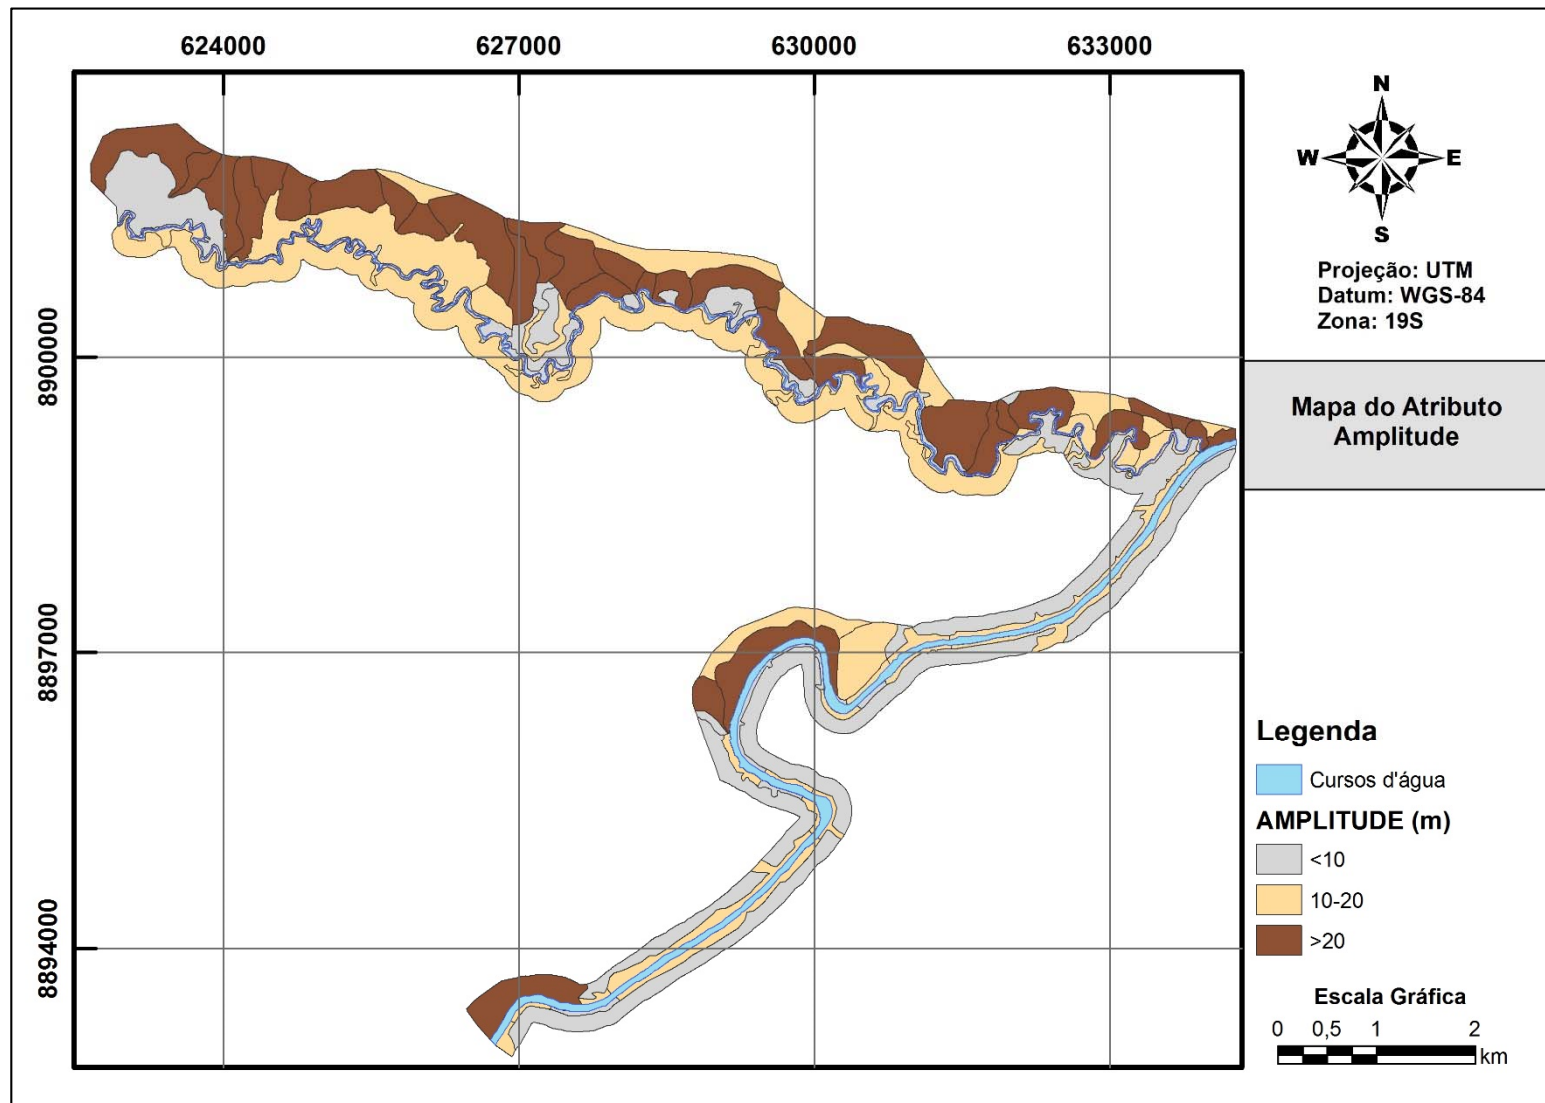 624000
627000
630000
633000
8900000
8897000
8894000
N
W
E
S
Projeção: UTM
Datum: WGS-84
Zona: 19S
Mapa do Atributo
Amplitude
Legenda
Cursos d'água
AMPLITUDE (m)
<10
10-20
>20
Escala Gráfica
0 0,5 1 2
km